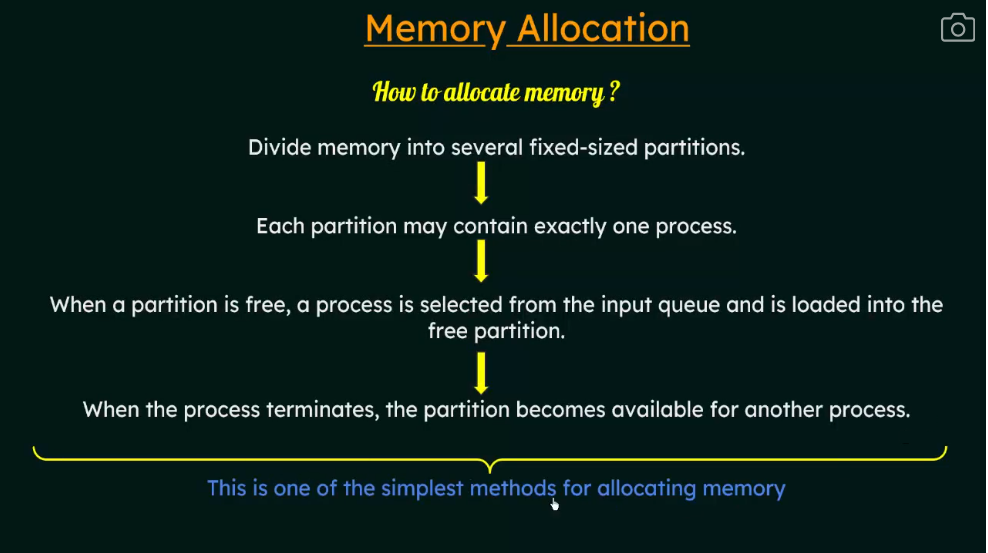 Memory Allocation
How to allocate memory ?
Divide memory into several fixed-sized partitions.
Each partition may contain exactly one process.
When a partition is free, a process is selected from the input queue and is loaded into the
free partition.
When the process terminates, the partition becomes available for another process.
This is one of the simplest methods for allocating memory